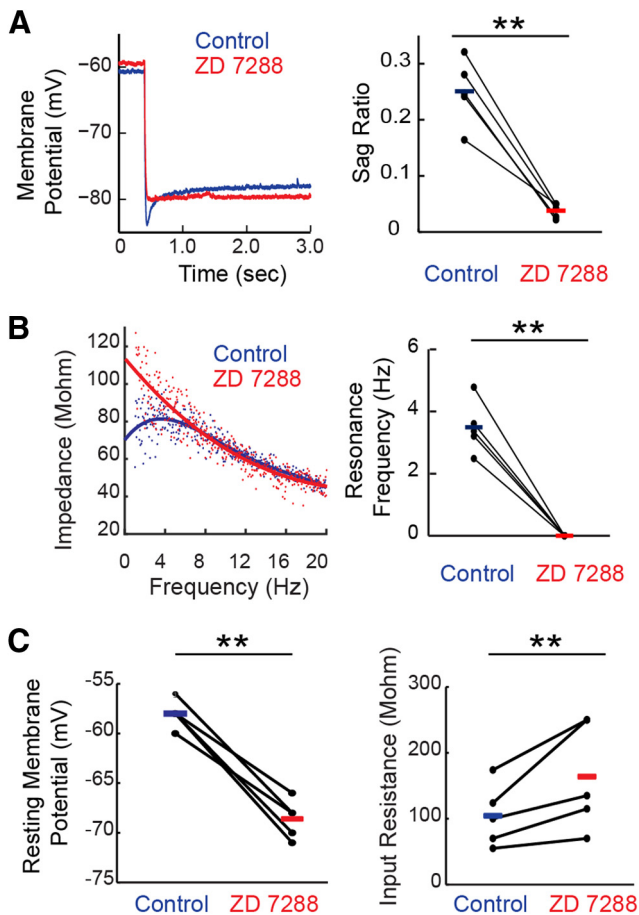 A
Membrane
Potential (mV)
−60
−70
−80
Control
ZD 7288
0
1.0
2.0
3.0
Time (sec)
**
Sag Ratio
0.3
0.2
0.1
0
Control
ZD 7288
B
Impedance (Mohm)
120
100
80
60
40
20
Control
ZD 7288
0
4
8
12
16
20
Frequency (Hz)
**
Resonance
Frequency (Hz)
6
4
2
0
Control
ZD 7288
C
Resting Membrane
Potential (mV)
**
-55
-60
-65
-70
-75
Control
ZD 7288
**
Input Resistance (Mohm)
300
200
100
0
Control
ZD 7288